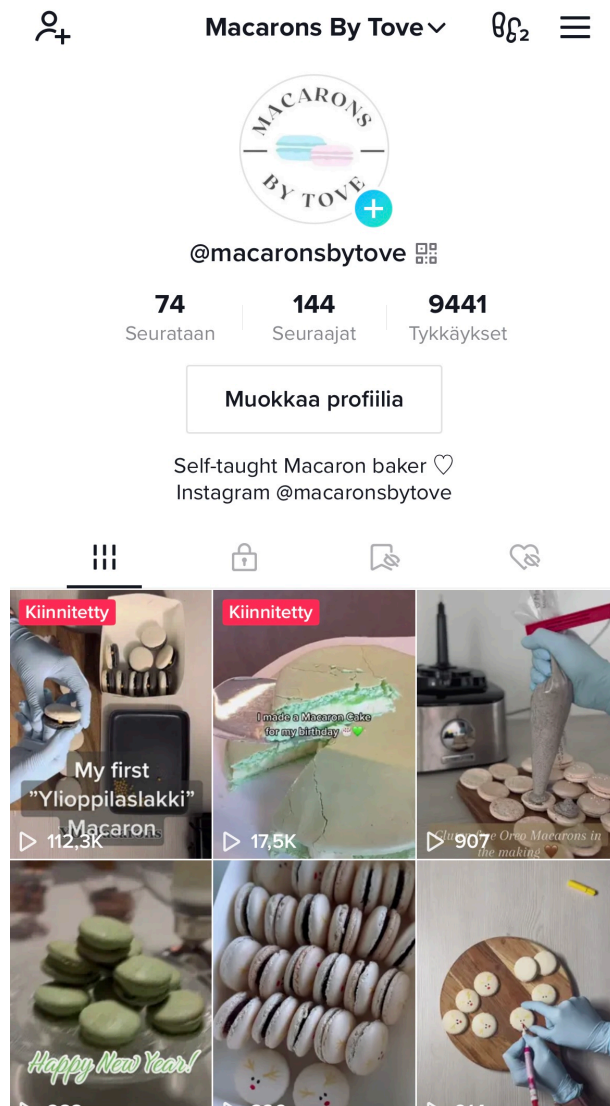 Macarons By Tove
2
MACARONS
BY TOVE
@macaronsbytove
74 144 9441
Seurataan Seuraajat Tykkäykset
Muokkaa profiilia
Self-taught Macaron baker ♡
Instagram @macaronsbytove
Kiinnitetty
My first
”Ylioppilaslakki”
Macaron
112,3K
Kiinnitetty
I made a Macaron Cake
for my birthday
17,5K
Oreo Macarons in
the making
907
Happy New Year!